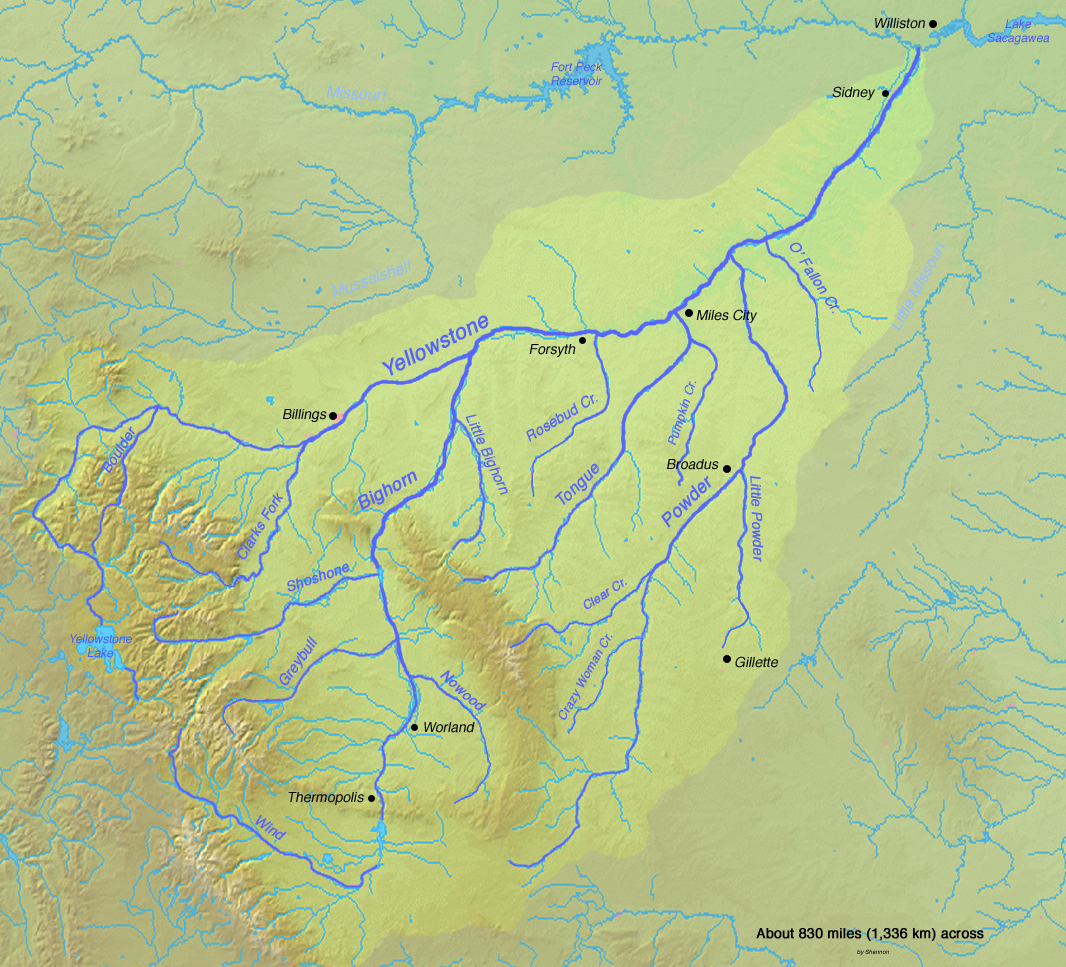 Williston
Lake
Sacagawea
Fort Peck
Reservoir
Sidney
Missouri
Musselshell
O' Fallon Cr.
Little Missouri
Miles City
Yellowstone
Forsyth
Billings
Rosebud Cr.
Pumpkin Cr.
Boulder
Little Bighorn
Broadus
Tongue
Bighorn
Powder
Little Powder
Clarks Fork
Shoshone
Clear Cr.
Yellowstone
Lake
Greybull
Crazy Woman Cr.
Gillette
Nowood
Worland
Thermopolis
Wind
About 830 miles (1,336 km) across
by Shannon